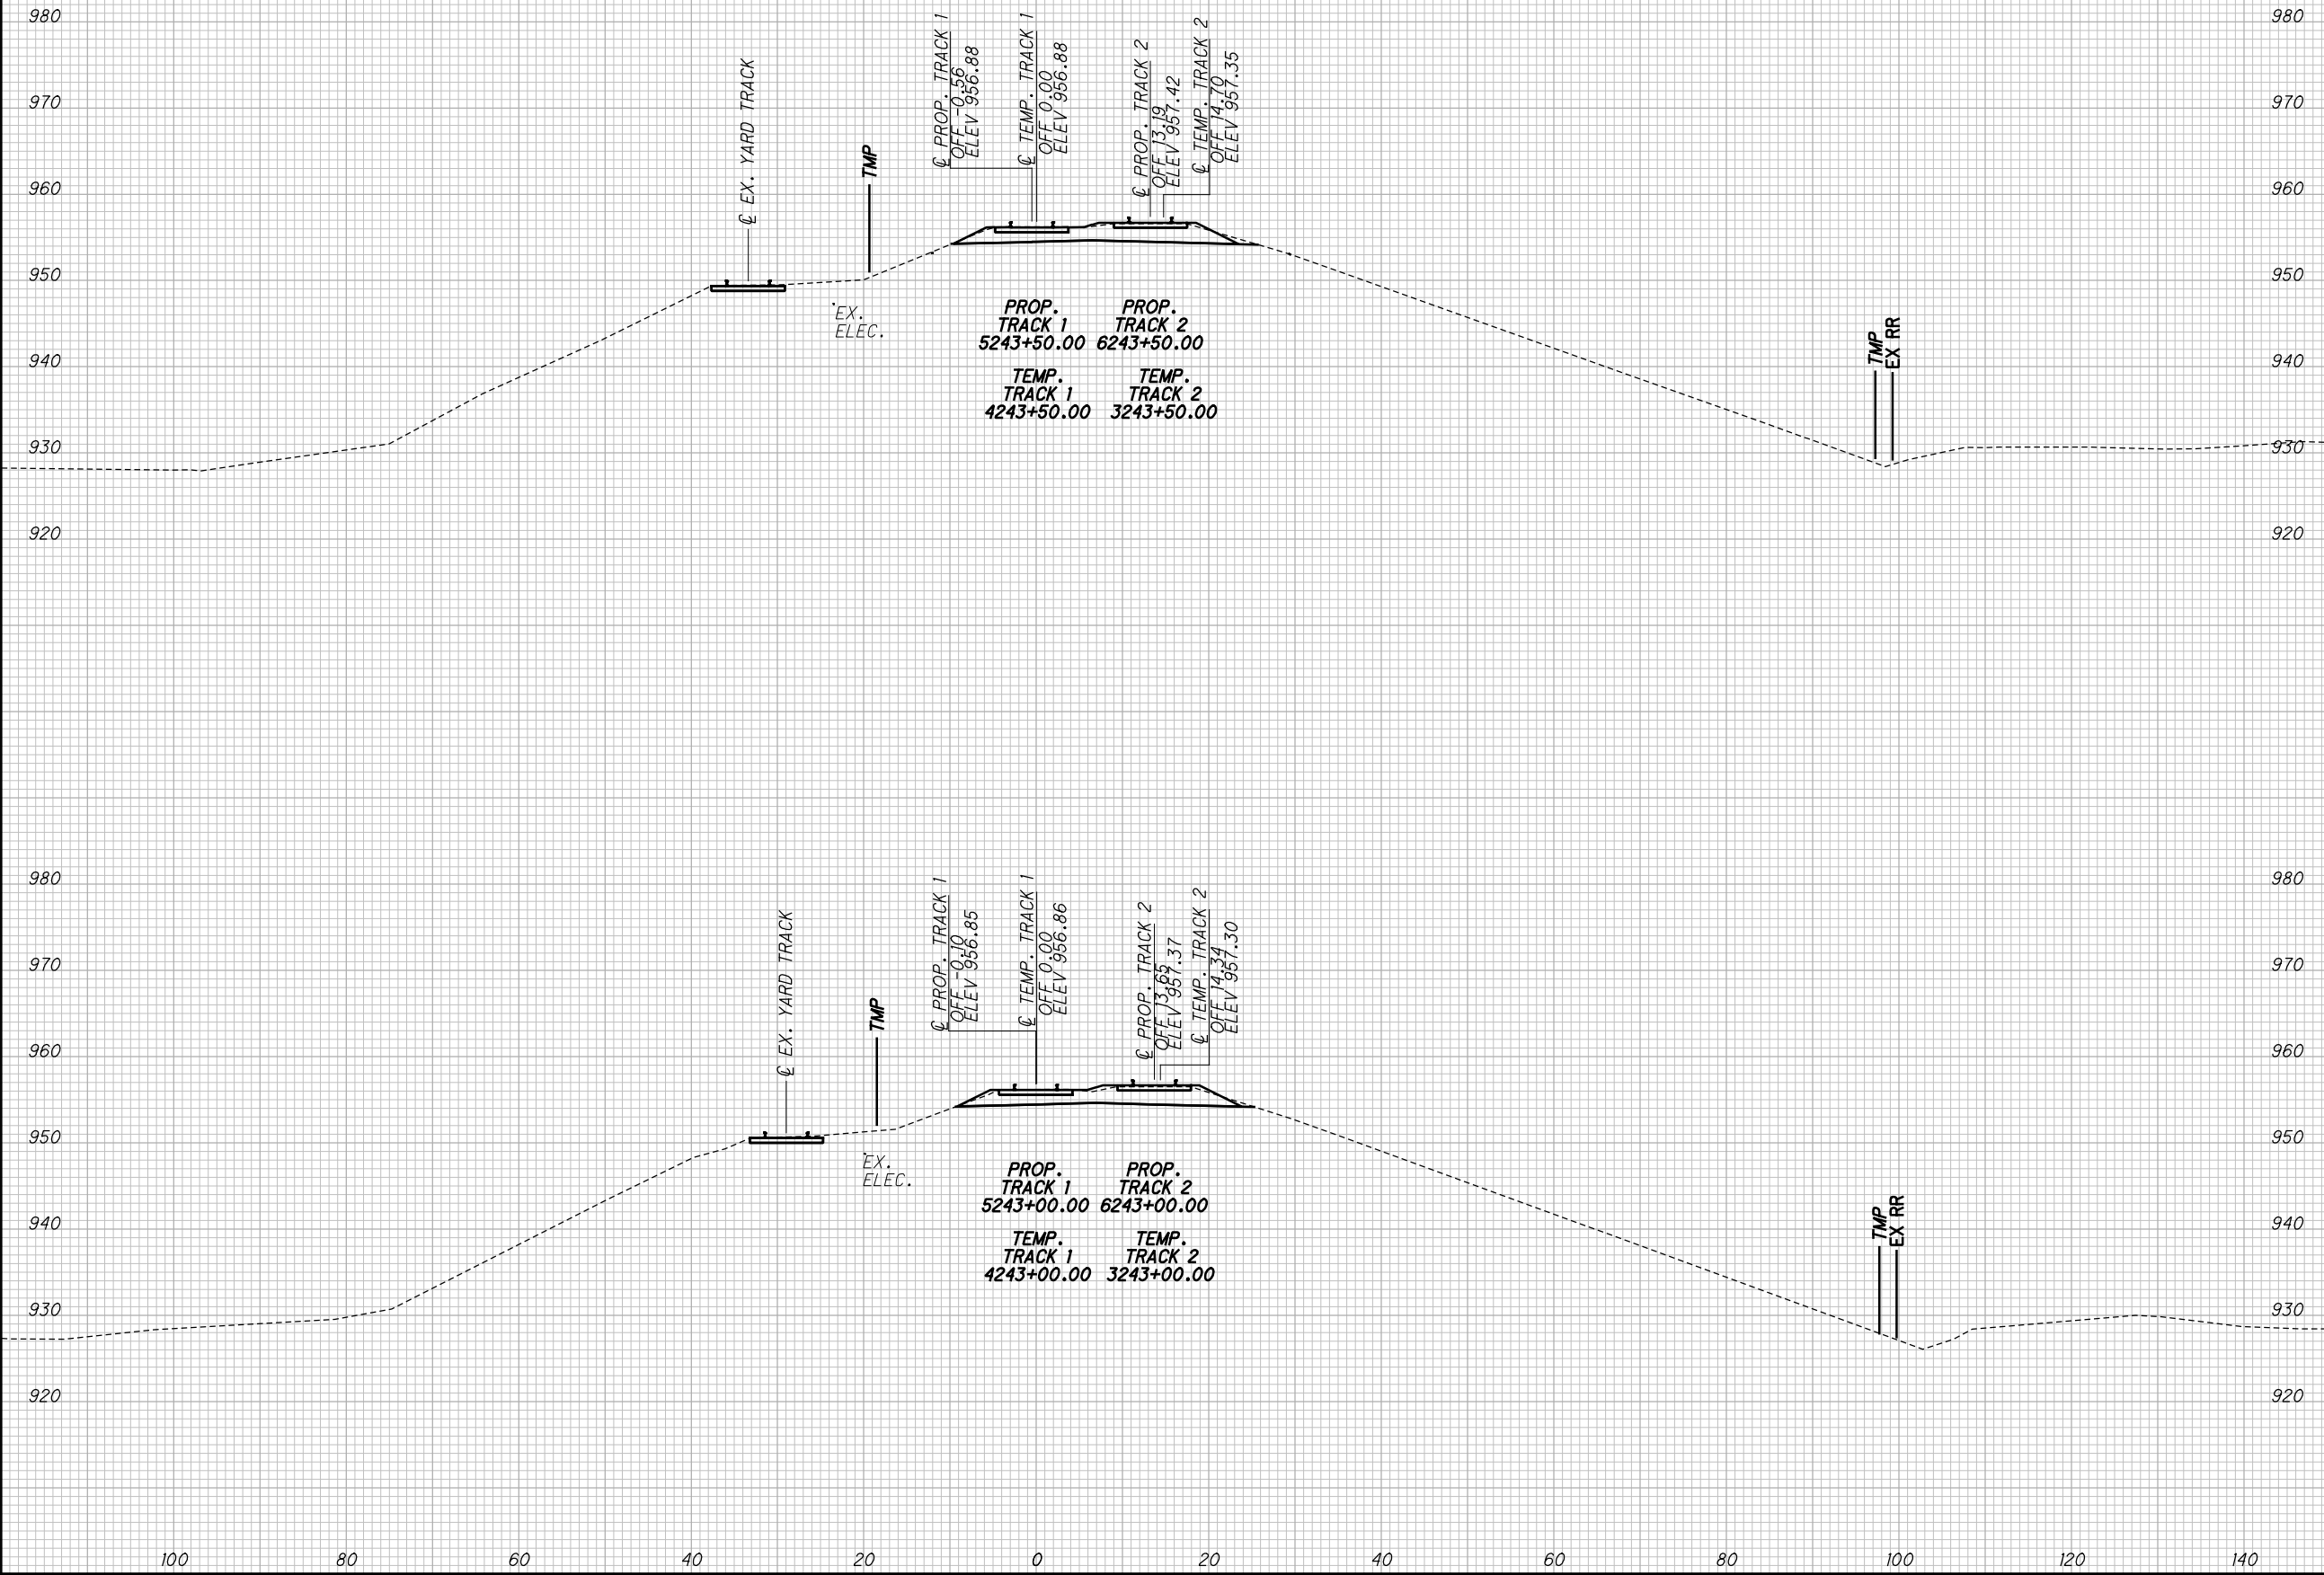 980 980
℄ EX. YARD TRACK
TMP
℄ PROP. TRACK 1
OFF -0.56
ELEV 956.88
℄ TEMP. TRACK 1
OFF 0.00
ELEV 956.88
℄ PROP. TRACK 2
OFF 13.19
ELEV 957.42
℄ TEMP. TRACK 2
OFF 14.70
ELEV 957.35
970 970
960 960
950 950
EX.
ELEC.
PROP.
TRACK 1
5243+50.00
PROP.
TRACK 2
6243+50.00
TEMP.
TRACK 1
4243+50.00
TEMP.
TRACK 2
3243+50.00
TMP
EX RR
940 940
930 930
920 920
980 980
℄ EX. YARD TRACK
TMP
℄ PROP. TRACK 1
OFF -0.10
ELEV 956.85
℄ TEMP. TRACK 1
OFF 0.00
ELEV 956.86
℄ PROP. TRACK 2
OFF 13.65
ELEV 957.37
℄ TEMP. TRACK 2
OFF 14.34
ELEV 957.30
970 970
960 960
950 950
EX.
ELEC.
PROP.
TRACK 1
5243+00.00
PROP.
TRACK 2
6243+00.00
TEMP.
TRACK 1
4243+00.00
TEMP.
TRACK 2
3243+00.00
TMP
EX RR
940 940
930 930
920 920
100 80 60 40 20 0 20 40 60 80 100 120 140